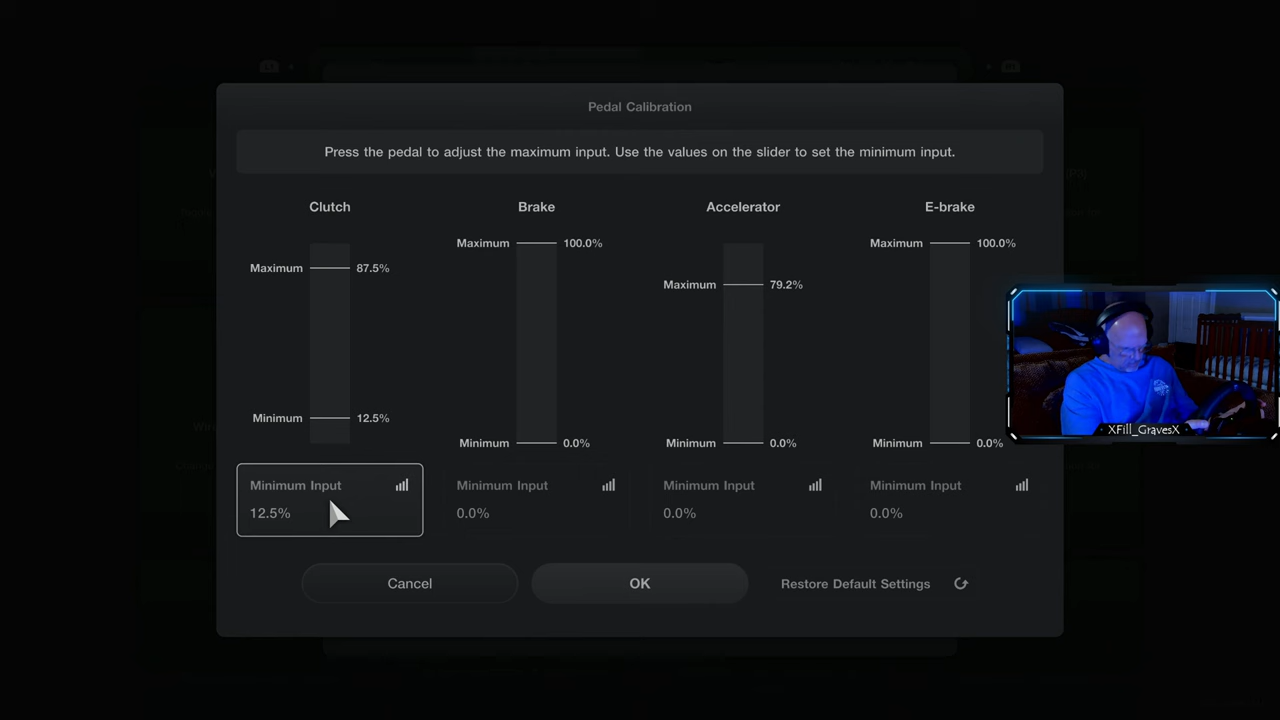 Pedal Calibration
Press the pedal to adjust the maximum input. Use the values on the slider to set the minimum input.
Clutch
Brake
Accelerator
E-brake
Maximum 87.5%
Minimum 12.5%
Maximum 100.0%
Minimum 0.0%
Maximum 79.2%
Minimum 0.0%
Maximum 100.0%
Minimum 0.0%
Minimum Input
12.5%
Minimum Input
0.0%
Minimum Input
0.0%
Minimum Input
0.0%
Cancel
OK
Restore Default Settings
XFill_GravesX